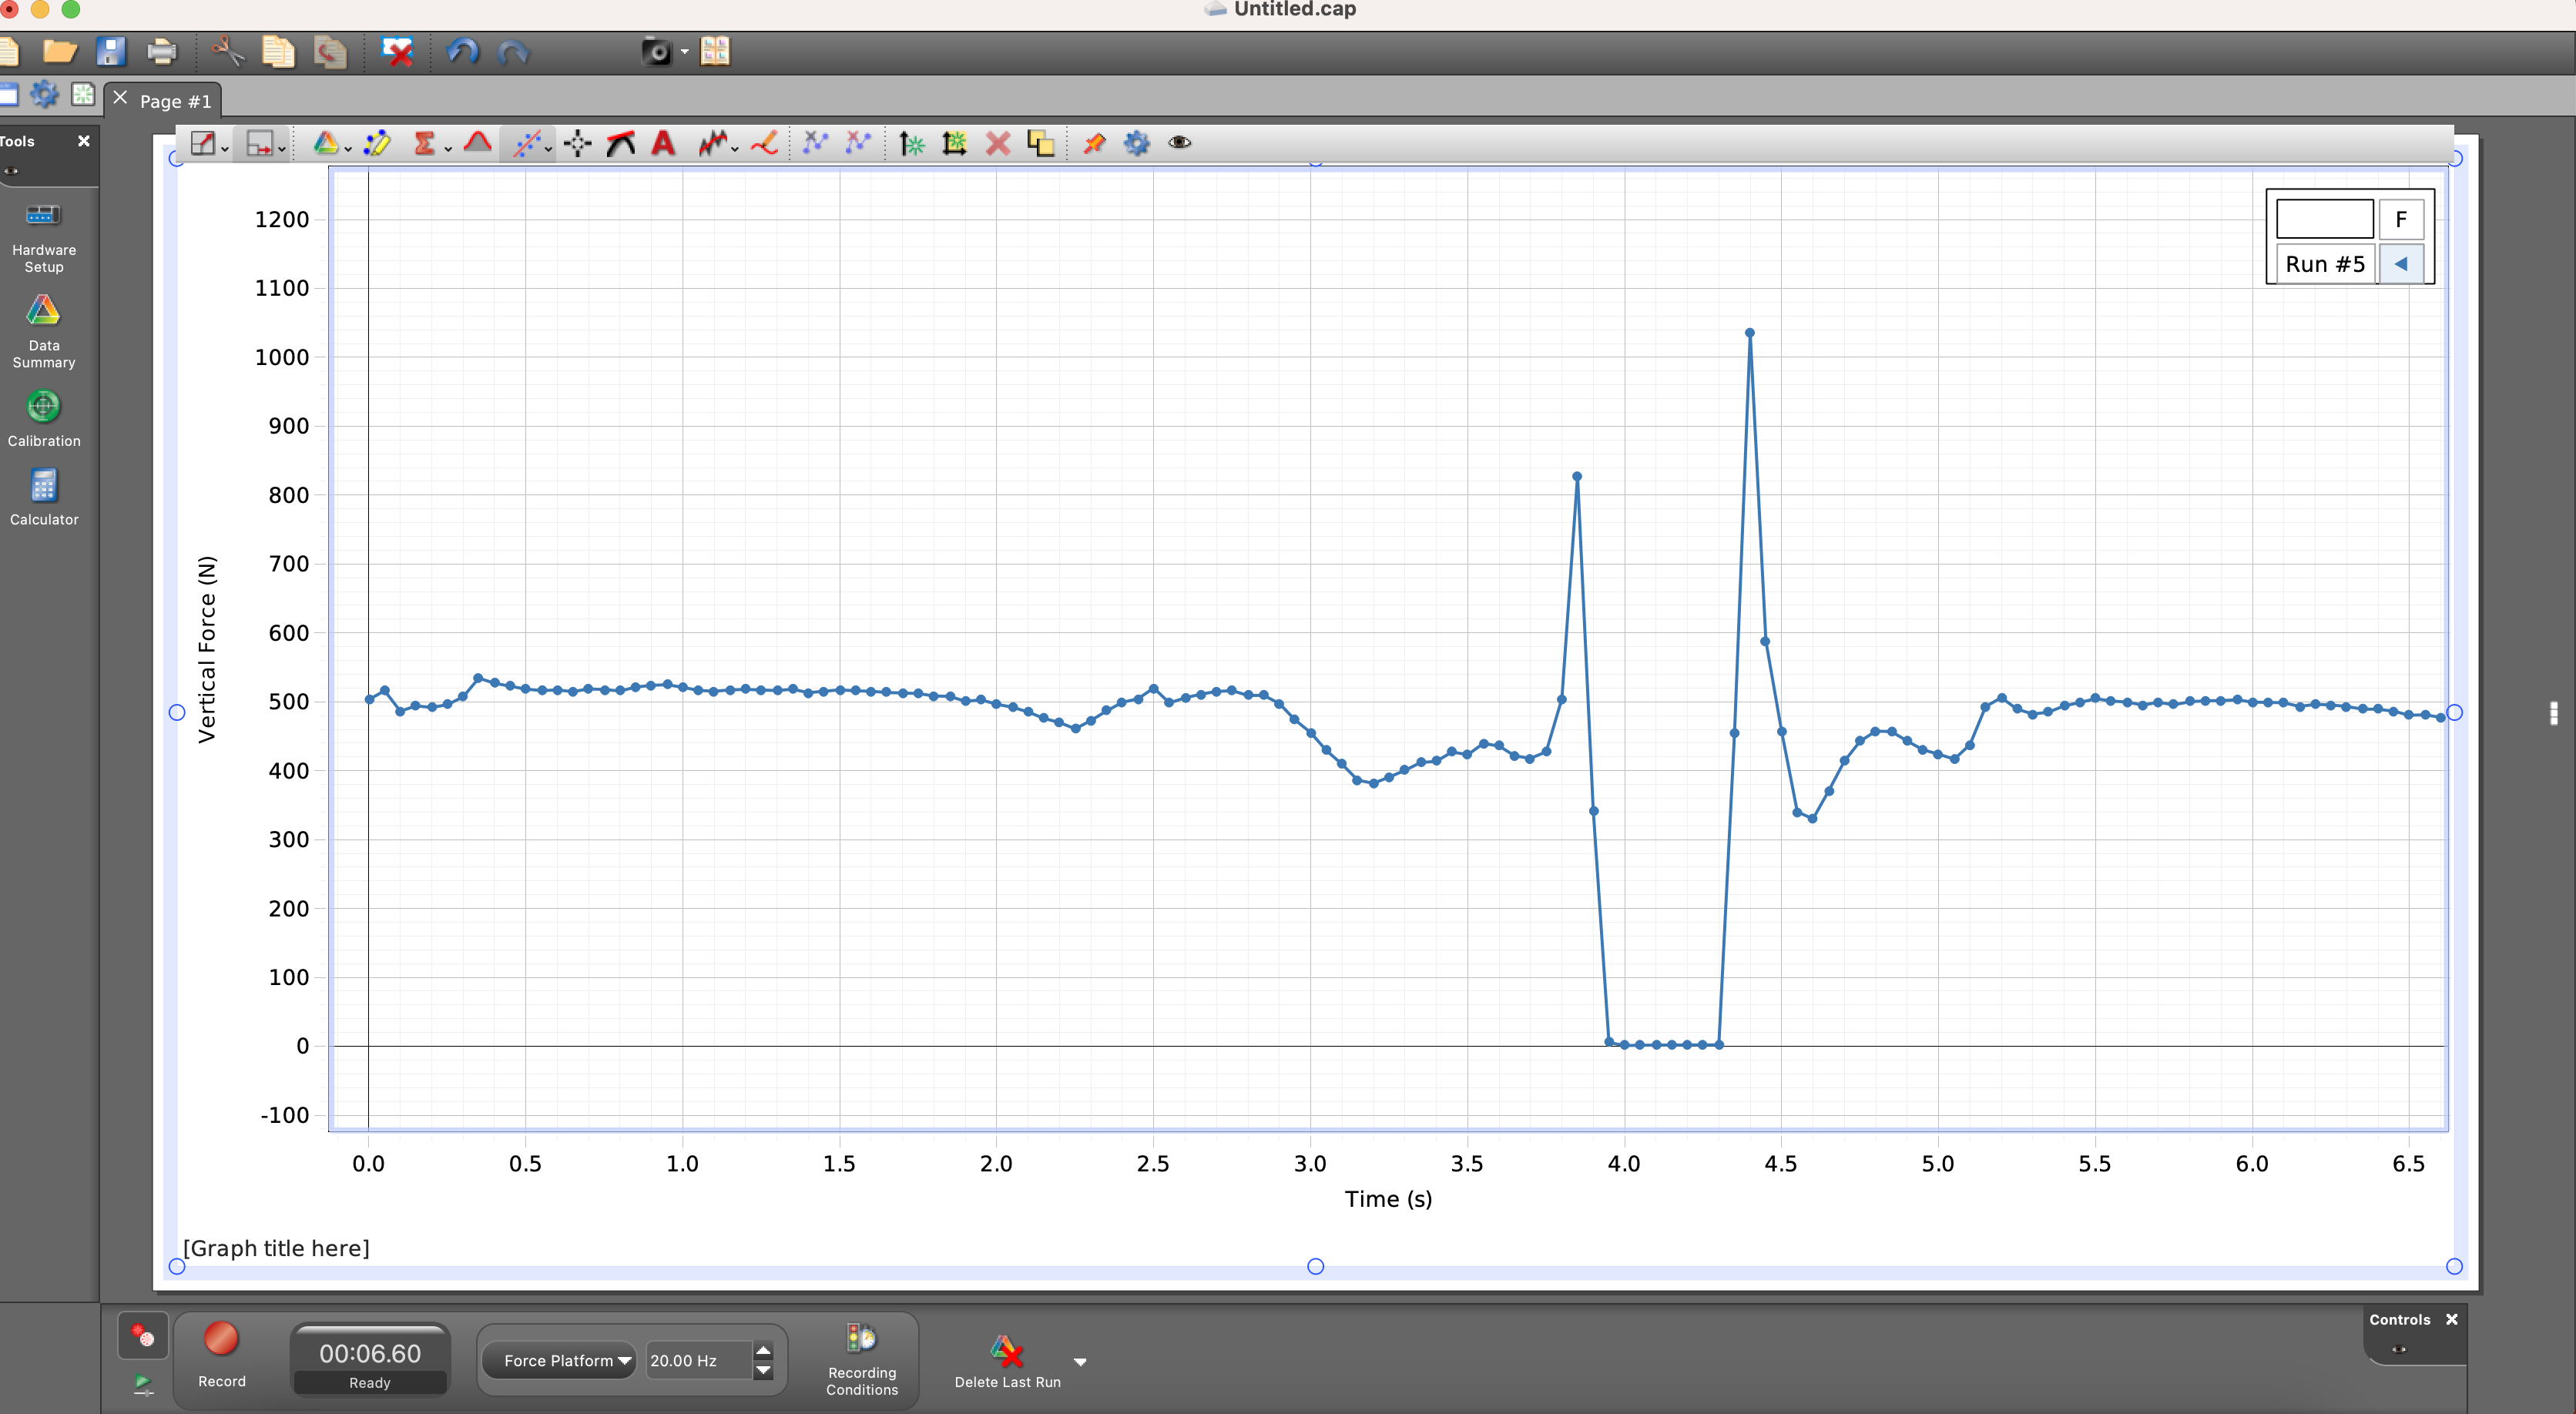 Untitled.cap
Page #1
Tools
Hardware
Setup
Data
Summary
Calibration
Calculator
1200
1100
1000
900
800
700
600
500
400
300
200
100
0
-100
Vertical Force (N)
F
Run #5
0.0 0.5 1.0 1.5 2.0 2.5 3.0 3.5 4.0 4.5 5.0 5.5 6.0 6.5
Time (s)
[Graph title here]
Record
00:06.60
Ready
Force Platform
20.00 Hz
Recording
Conditions
Delete Last Run
Controls